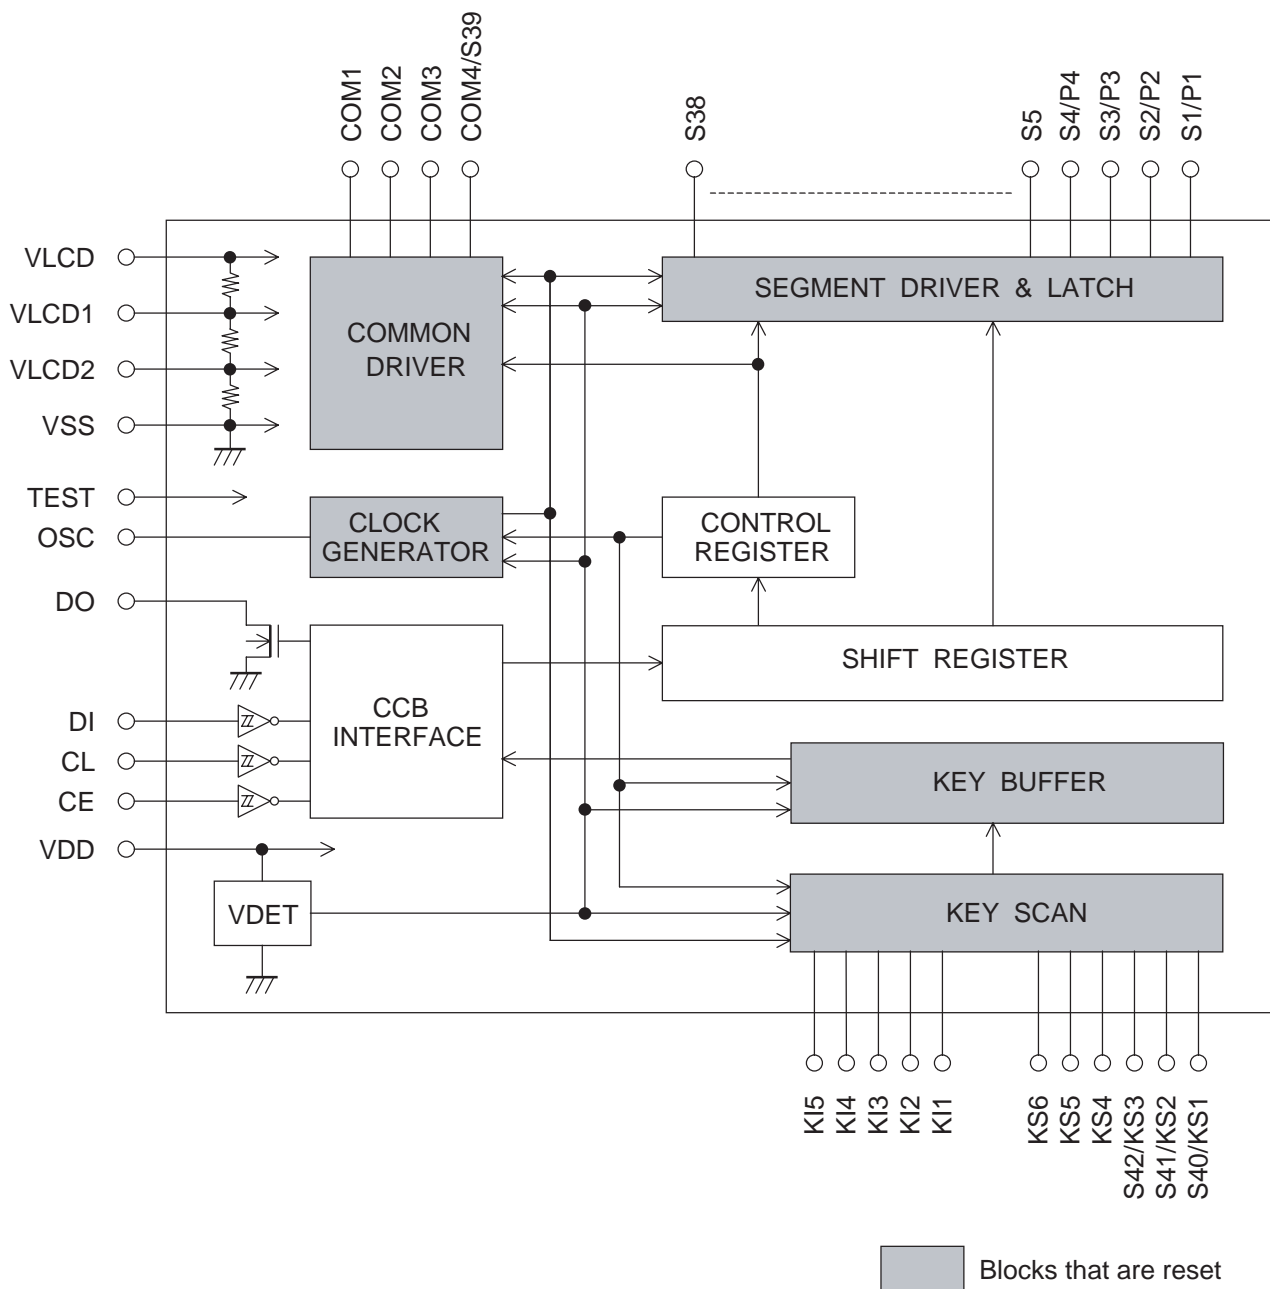 COM1
COM2
COM3
COM4/S39
S38
S5
S4/P4
S3/P3
S2/P2
S1/P1
VLCD
VLCD1
VLCD2
VSS
TEST
OSC
DO
DI
CL
CE
VDD
COMMON
DRIVER
SEGMENT DRIVER & LATCH
CLOCK
GENERATOR
CONTROL
REGISTER
CCB
INTERFACE
SHIFT REGISTER
KEY BUFFER
VDET
KEY SCAN
KI5
KI4
KI3
KI2
KI1
KS6
KS5
KS4
S42/KS3
S41/KS2
S40/KS1
Blocks that are reset